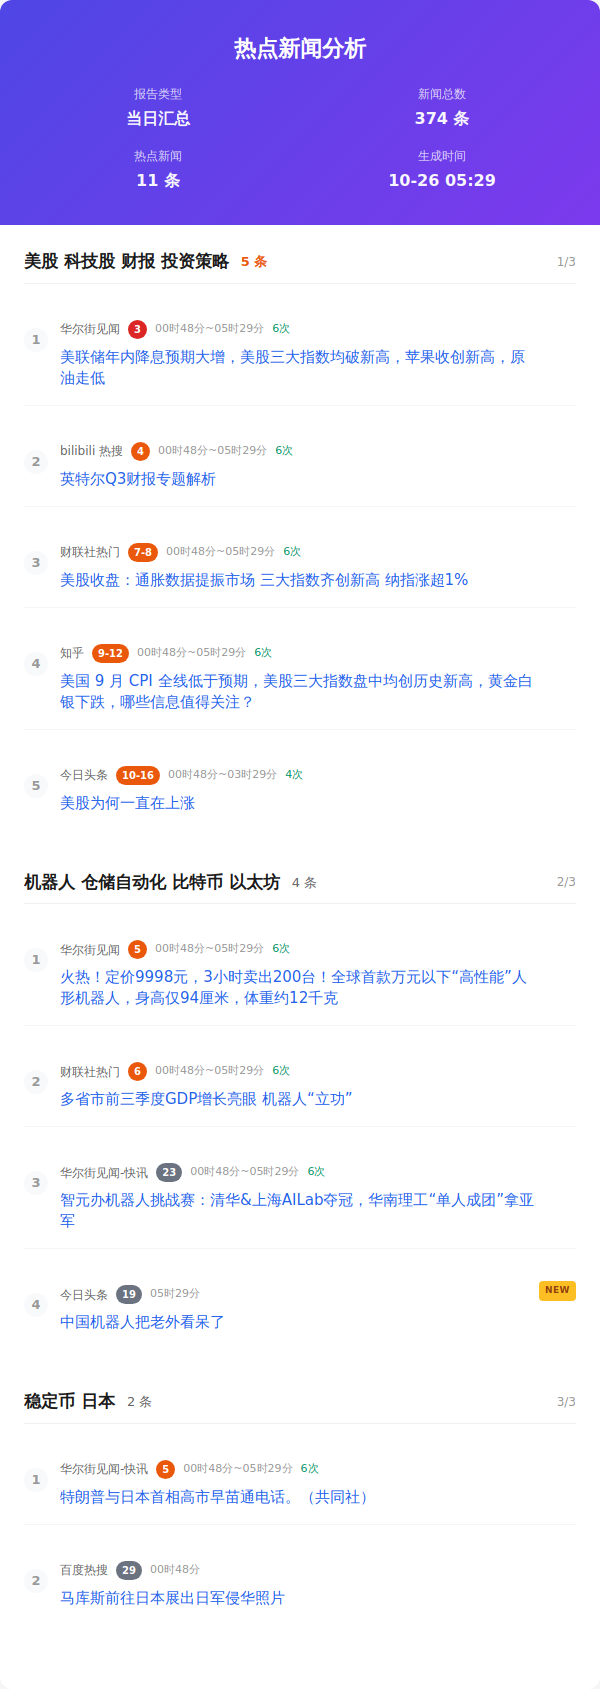 热点新闻分析
报告类型
新闻总数
当日汇总
374 条
热点新闻
生成时间
11 条
10-26 05:29
美股 科技股 财报 投资策略 5 条 1/3
1
华尔街见闻 3 00时48分~05时29分 6次
美联储年内降息预期大增，美股三大指数均破新高，苹果收创新高，原
油走低
2
bilibili 热搜 4 00时48分~05时29分 6次
英特尔Q3财报专题解析
3
财联社热门 7-8 00时48分~05时29分 6次
美股收盘：通胀数据提振市场 三大指数齐创新高 纳指涨超1%
4
知乎 9-12 00时48分~05时29分 6次
美国 9 月 CPI 全线低于预期，美股三大指数盘中均创历史新高，黄金白
银下跌，哪些信息值得关注？
5
今日头条 10-16 00时48分~03时29分 4次
美股为何一直在上涨
机器人 仓储自动化 比特币 以太坊 4 条 2/3
1
华尔街见闻 5 00时48分~05时29分 6次
火热！定价9998元，3小时卖出200台！全球首款万元以下“高性能”人
形机器人，身高仅94厘米，体重约12千克
2
财联社热门 6 00时48分~05时29分 6次
多省市前三季度GDP增长亮眼 机器人“立功”
3
华尔街见闻-快讯 23 00时48分~05时29分 6次
智元办机器人挑战赛：清华&上海AILab夺冠，华南理工“单人成团”拿亚
军
4
今日头条 19 05时29分 NEW
中国机器人把老外看呆了
稳定币 日本 2 条 3/3
1
华尔街见闻-快讯 5 00时48分~05时29分 6次
特朗普与日本首相高市早苗通电话。（共同社）
2
百度热搜 29 00时48分
马库斯前往日本展出日军侵华照片